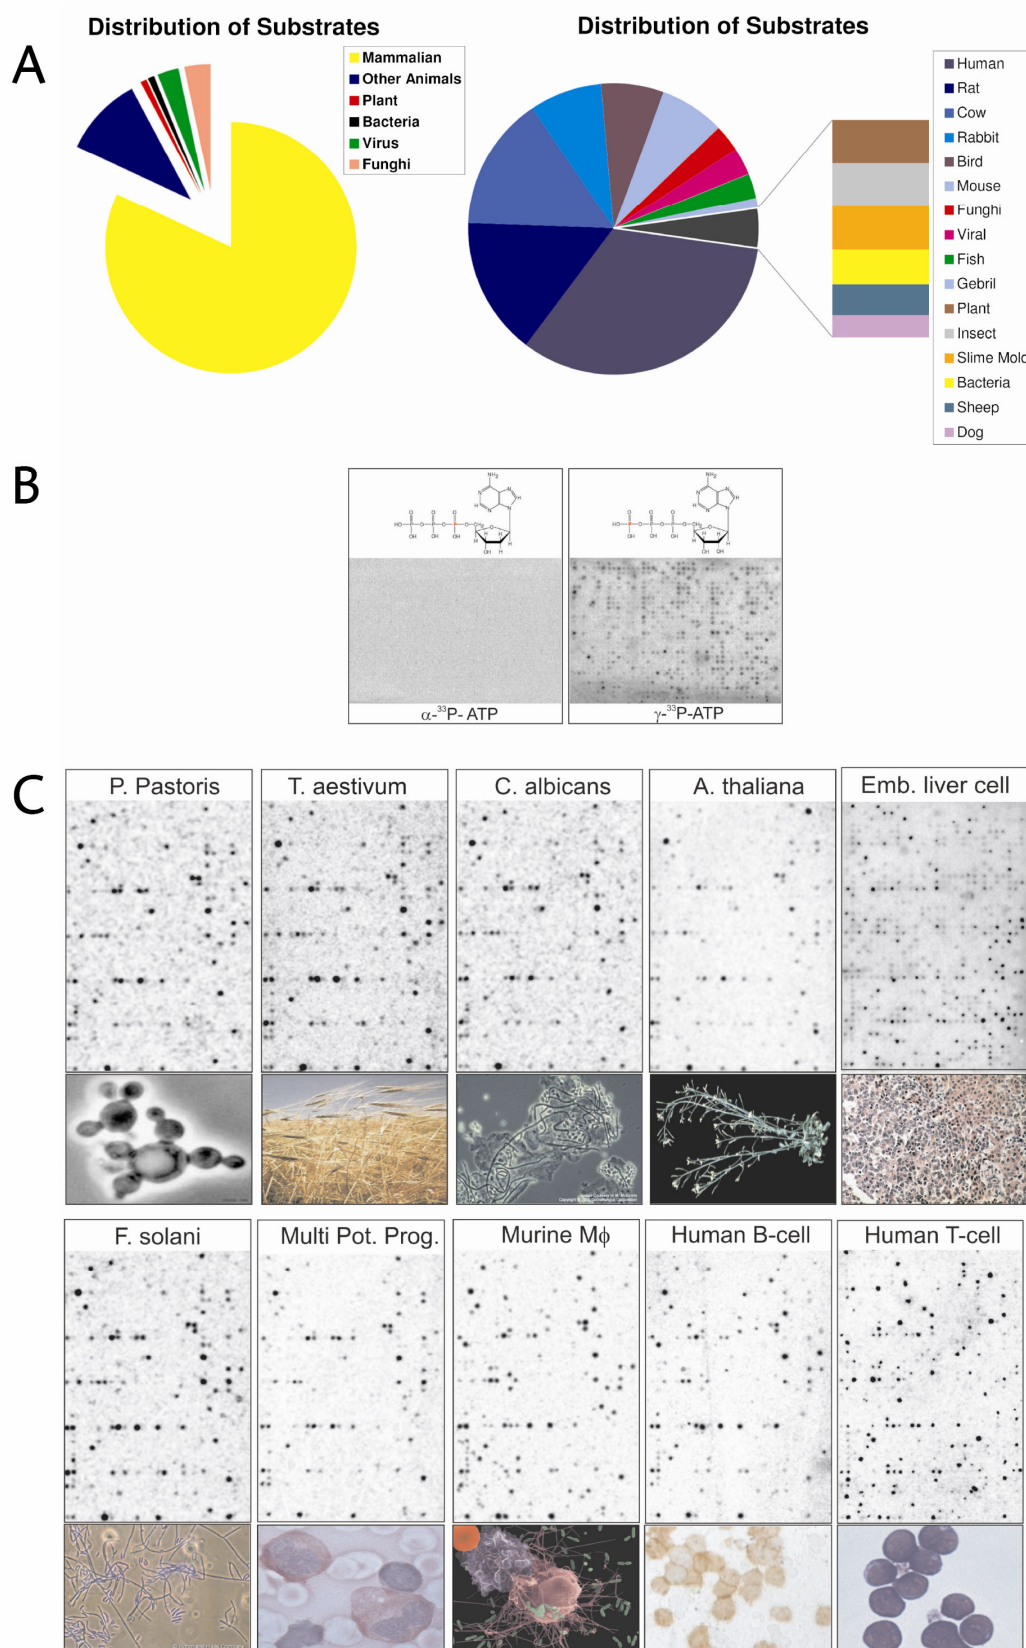 A
Distribution of Substrates
Mammalian
Other Animals
Plant
Bacteria
Virus
Funghi
Distribution of Substrates
Human
Rat
Cow
Rabbit
Bird
Mouse
Funghi
Viral
Fish
Gebril
Plant
Insect
Slime Mold
Bacteria
Sheep
Dog
B
α-³³P- ATP
γ-³³P-ATP
C
P. Pastoris
T. aestivum
C. albicans
A. thaliana
Emb. liver cell
F. solani
Multi Pot. Prog.
Murine Mϕ
Human B-cell
Human T-cell